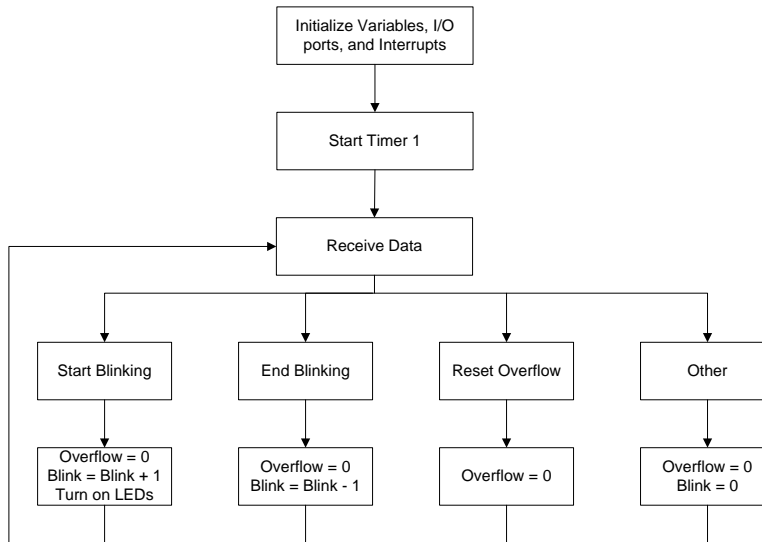 Initialize Variables, I/O
ports, and Interrupts
Start Timer 1
Receive Data
Start Blinking
End Blinking
Reset Overflow
Other
Overflow = 0
Blink = Blink + 1
Turn on LEDs
Overflow = 0
Blink = Blink - 1
Overflow = 0
Overflow = 0
Blink = 0